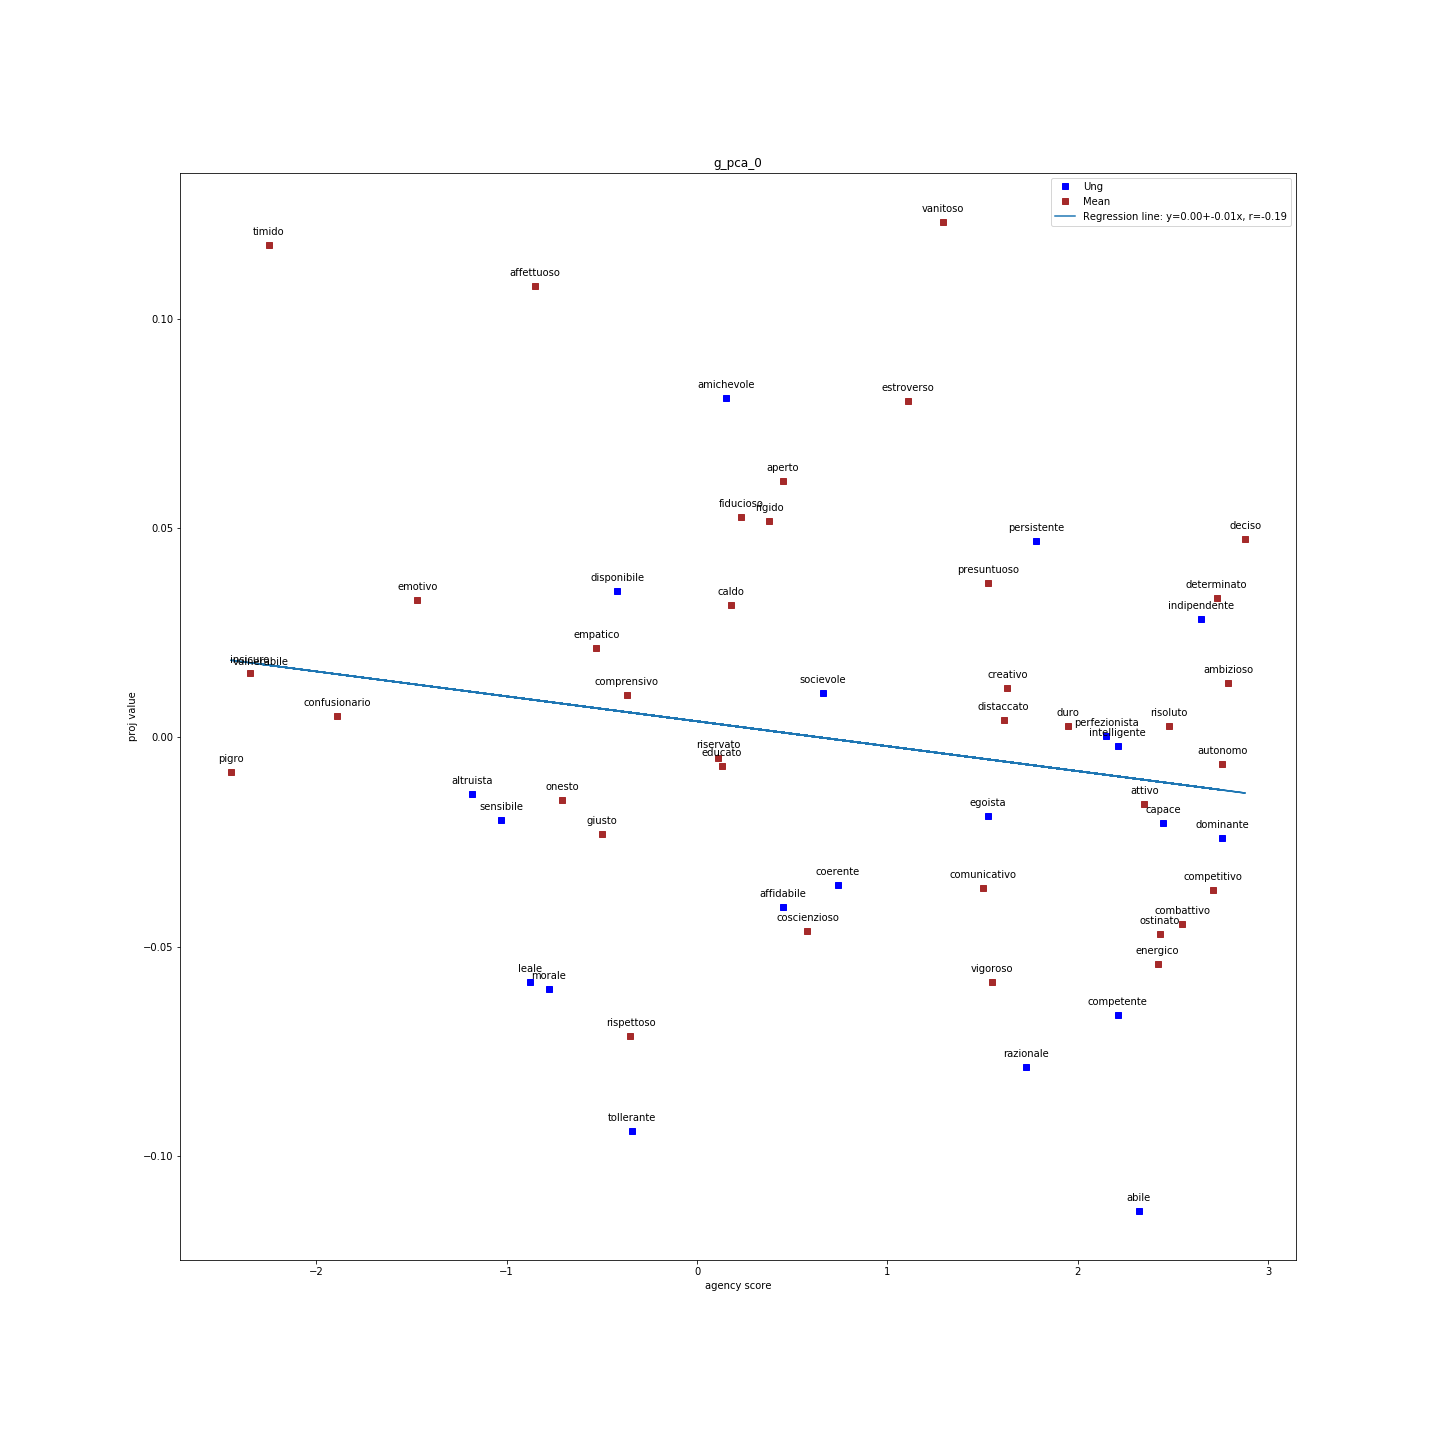 g_pca_0
Ung
Mean
Regression line: y=0.00+-0.01x, r=-0.19
vanitoso
timido
affettuoso
0.10
amichevole
estroverso
aperto
fiducioso
rigido
0.05
persistente
deciso
presuntuoso
disponibile
determinato
emotivo
caldo
indipendente
empatico
insicuro
vulnerabile
comprensivo
socievole
creativo
ambizioso
confusionario
distaccato
duro
risoluto
perfezionista
intelligente
0.00
riservato
educato
autonomo
pigro
altruista
onesto
attivo
sensibile
egoista
capace
giusto
dominante
coerente
comunicativo
competitivo
affidabile
combattivo
coscienzioso
ostinato
−0.05
energico
leale
morale
vigoroso
competente
rispettoso
razionale
tollerante
−0.10
abile
proj value
−2
−1
0
1
2
3
agency score